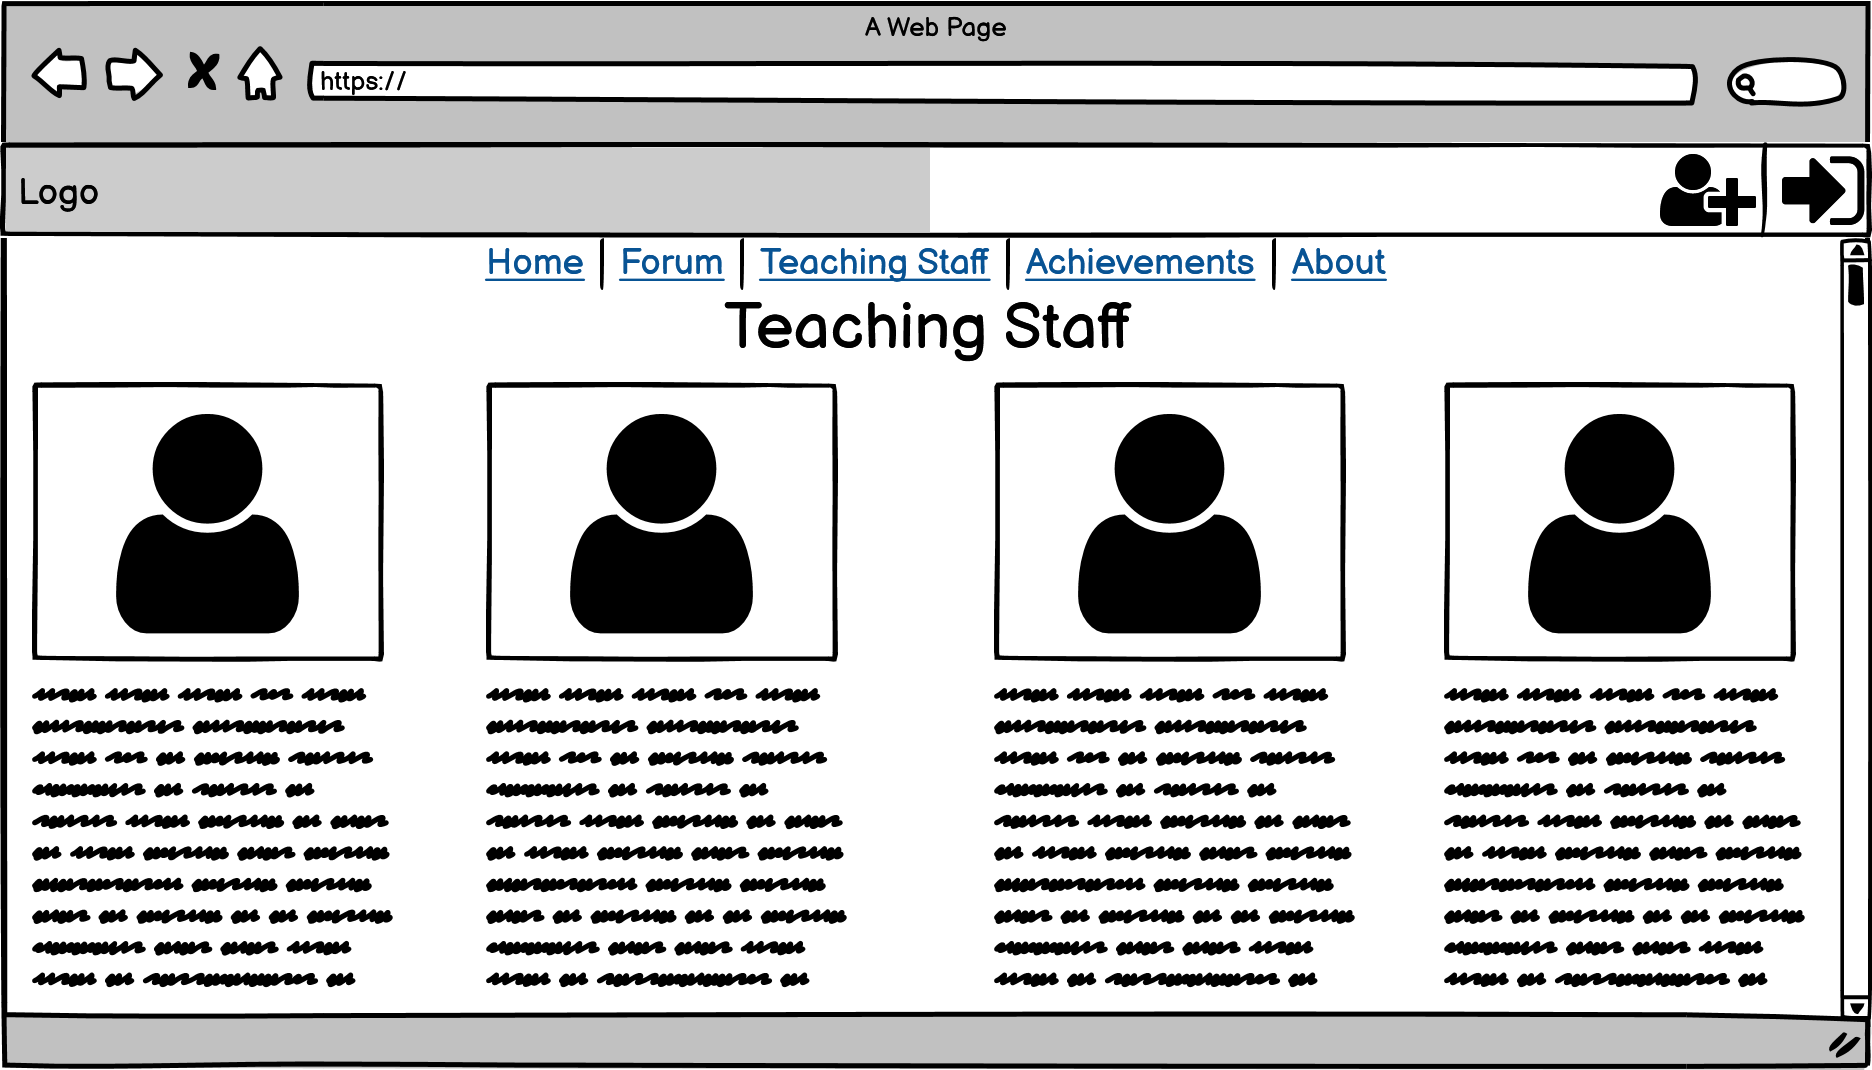 A Web Page
https://
Logo
Home Forum Teaching Staff Achievements About
Teaching Staff